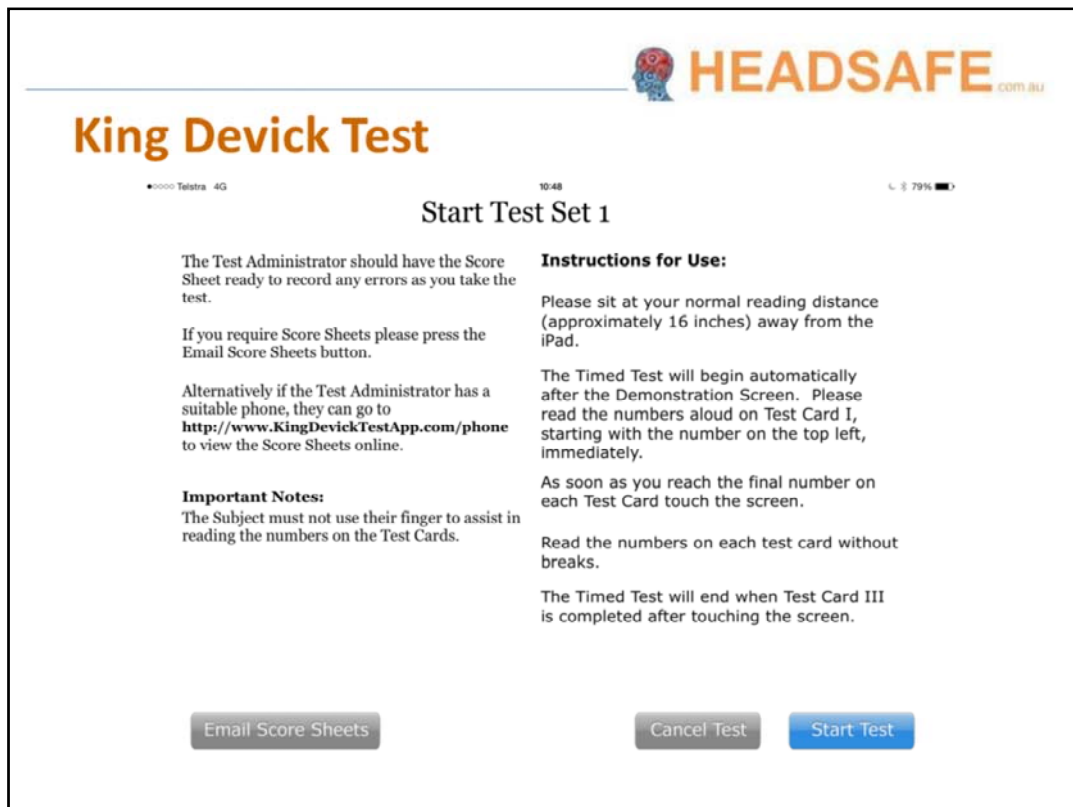 HEADSAFE.com.au
King Devick Test
Telstra 4G
10:48
79%
Start Test Set 1
The Test Administrator should have the Score
Sheet ready to record any errors as you take the
test.
If you require Score Sheets please press the
Email Score Sheets button.
Alternatively if the Test Administrator has a
suitable phone, they can go to
http://www.KingDevickTestApp.com/phone
to view the Score Sheets online.
Important Notes:
The Subject must not use their finger to assist in
reading the numbers on the Test Cards.
Instructions for Use:
Please sit at your normal reading distance
(approximately 16 inches) away from the
iPad.
The Timed Test will begin automatically
after the Demonstration Screen.  Please
read the numbers aloud on Test Card I,
starting with the number on the top left,
immediately.
As soon as you reach the final number on
each Test Card touch the screen.
Read the numbers on each test card without
breaks.
The Timed Test will end when Test Card III
is completed after touching the screen.
Email Score Sheets
Cancel Test
Start Test